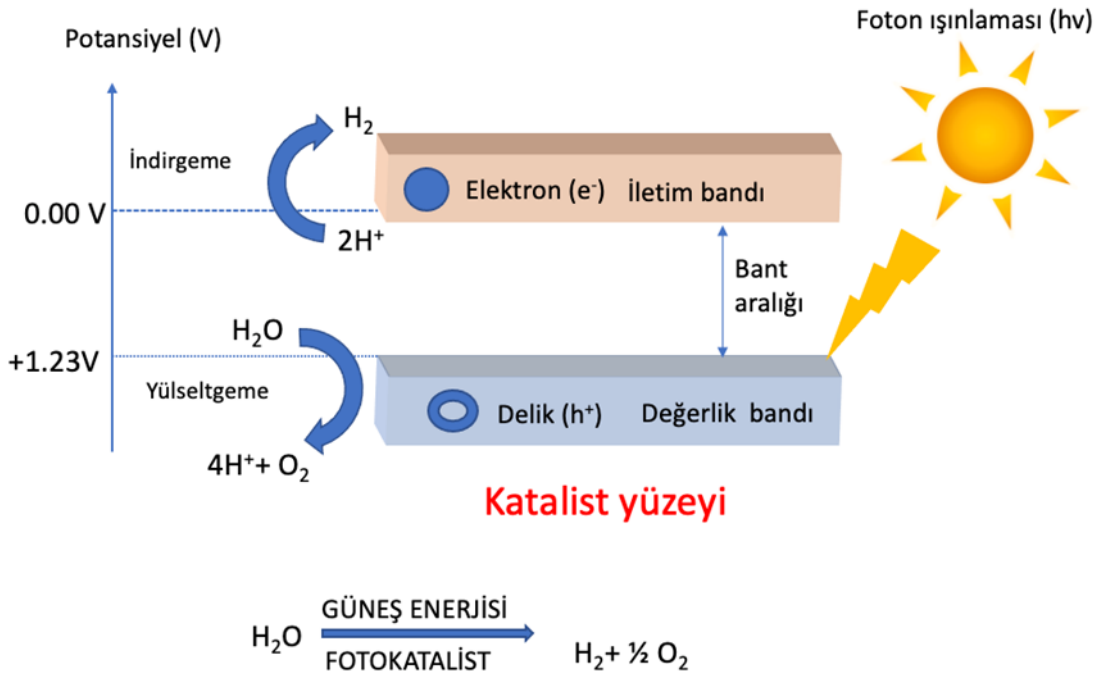 Foton ışınlaması (hv)
Potansiyel (V)
H₂
İndirgeme
Elektron (e⁻) İletim bandı
0.00 V
2H⁺
Bant
aralığı
H₂O
+1.23V
Yülseltgeme
Delik (h⁺) Değerlik bandı
4H⁺+ O₂
Katalist yüzeyi
GÜNEŞ ENERJİSİ
H₂O
FOTOKATALİST
H₂+ ½ O₂